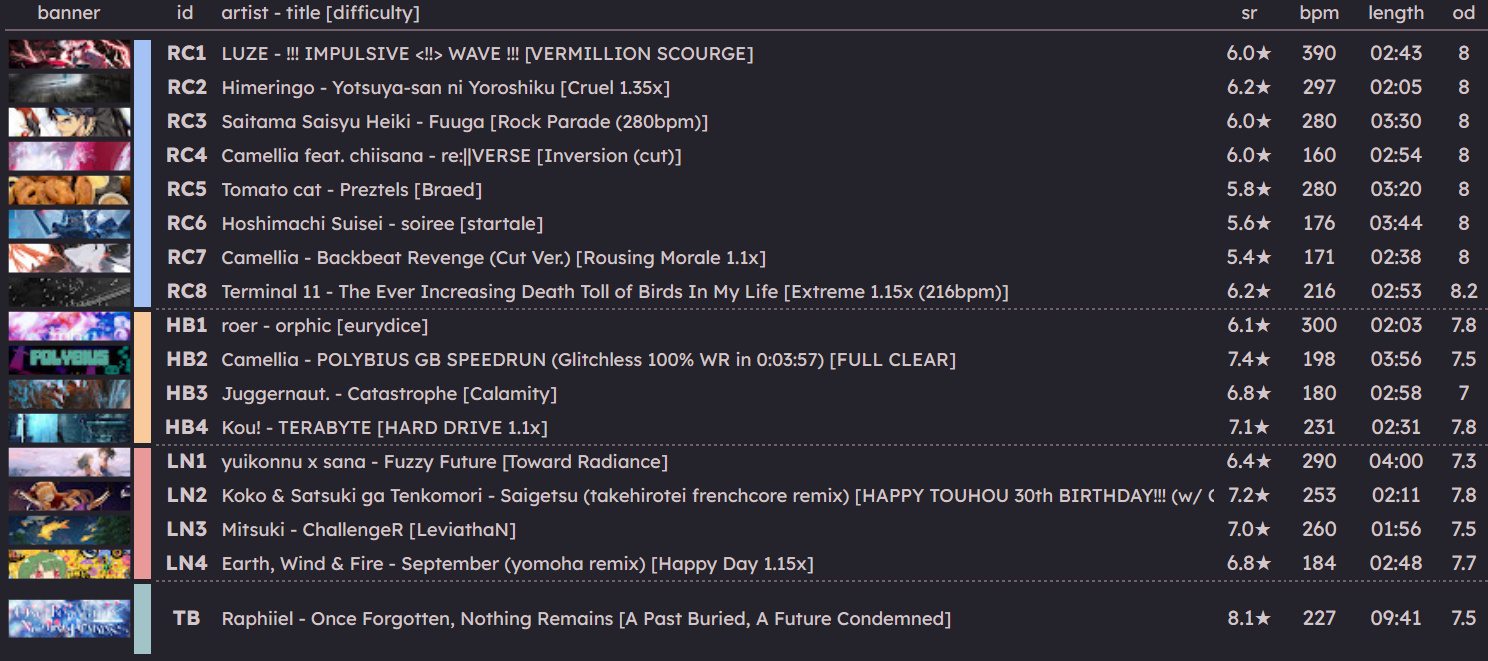 banner id artist - title [difficulty] sr bpm length od
RC1 LUZE - !!! IMPULSIVE <!!> WAVE !!! [VERMILLION SCOURGE] 6.0★ 390 02:43 8
RC2 Himeringo - Yotsuya-san ni Yoroshiku [Cruel 1.35x] 6.2★ 297 02:05 8
RC3 Saitama Saisyu Heiki - Fuuga [Rock Parade (280bpm)] 6.0★ 280 03:30 8
RC4 Camellia feat. chiisana - re:||VERSE [Inversion (cut)] 6.0★ 160 02:54 8
RC5 Tomato cat - Preztels [Braed] 5.8★ 280 03:20 8
RC6 Hoshimachi Suisei - soiree [startale] 5.6★ 176 03:44 8
RC7 Camellia - Backbeat Revenge (Cut Ver.) [Rousing Morale 1.1x] 5.4★ 171 02:38 8
RC8 Terminal 11 - The Ever Increasing Death Toll of Birds In My Life [Extreme 1.15x (216bpm)] 6.2★ 216 02:53 8.2
HB1 roer - orphic [eurydice] 6.1★ 300 02:03 7.8
POLYBIUS HB2 Camellia - POLYBIUS GB SPEEDRUN (Glitchless 100% WR in 0:03:57) [FULL CLEAR] 7.4★ 198 03:56 7.5
HB3 Juggernaut. - Catastrophe [Calamity] 6.8★ 180 02:58 7
HB4 Kou! - TERABYTE [HARD DRIVE 1.1x] 7.1★ 231 02:31 7.8
LN1 yuikonnu x sana - Fuzzy Future [Toward Radiance] 6.4★ 290 04:00 7.3
LN2 Koko & Satsuki ga Tenkomori - Saigetsu (takehirotei frenchcore remix) [HAPPY TOUHOU 30th BIRTHDAY!!! (w/ 7.2★ 253 02:11 7.8
LN3 Mitsuki - ChallengeR [LeviathaN] 7.0★ 260 01:56 7.5
LN4 Earth, Wind & Fire - September (yomoha remix) [Happy Day 1.15x] 6.8★ 184 02:48 7.7
TB Raphiiel - Once Forgotten, Nothing Remains [A Past Buried, A Future Condemned] 8.1★ 227 09:41 7.5